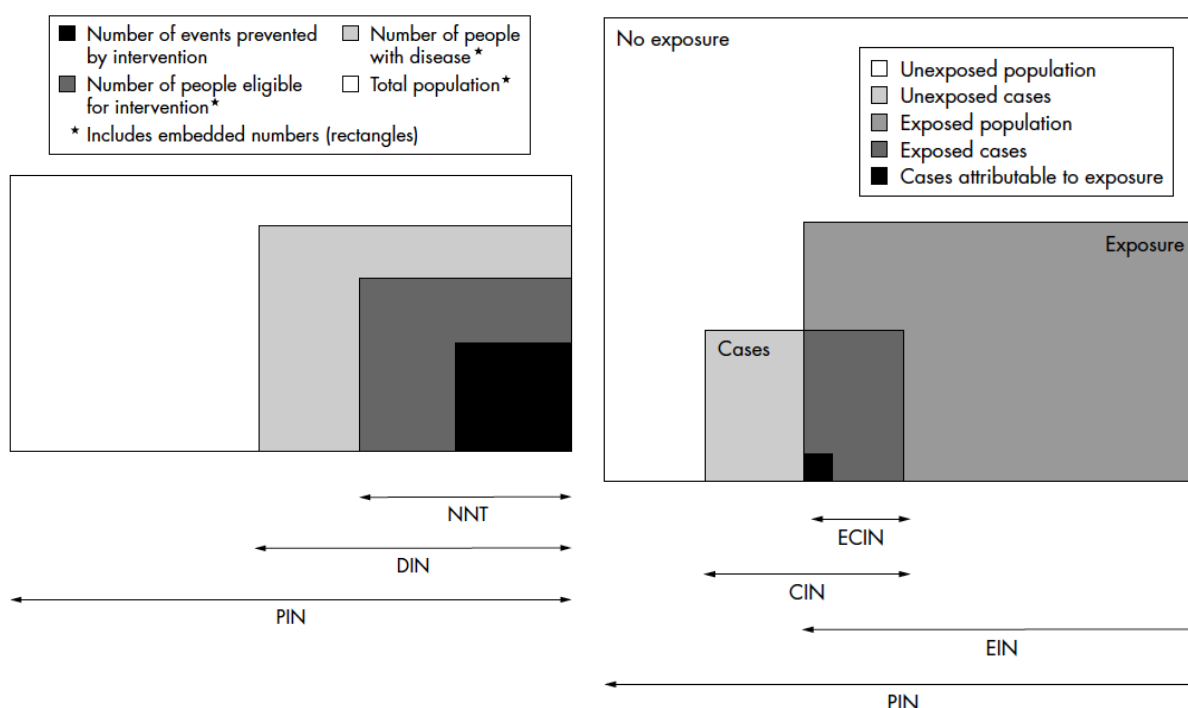 Number of events prevented
by intervention
Number of people eligible
for intervention★
Number of people
with disease★
Total population★
★ Includes embedded numbers (rectangles)
NNT
DIN
PIN
No exposure
Unexposed population
Unexposed cases
Exposed population
Exposed cases
Cases attributable to exposure
Exposure
Cases
ECIN
CIN
EIN
PIN